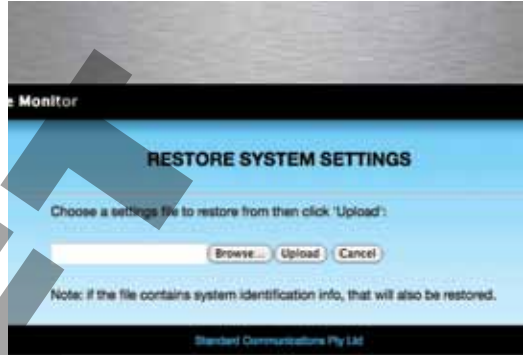 e Monitor
RESTORE SYSTEM SETTINGS
Choose a settings file to restore from then click 'Upload':
Browse... Upload Cancel
Note: if the file contains system identification info, that will also be restored.
Standard Communications Pty Ltd